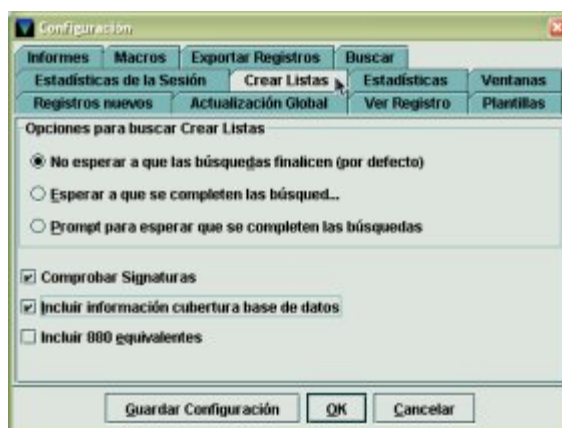 Configuración
Informes Macros Exportar Registros Buscar
Estadísticas de la Sesión Crear Listas Estadísticas Ventanas
Registros nuevos Actualización Global Ver Registro Plantillas
Opciones para buscar Crear Listas
No esperar a que las búsquedas finalicen (por defecto)
Esperar a que se completen las búsqued...
Prompt para esperar que se completen las búsquedas
Comprobar Signaturas
Incluir información cubertura base de datos
Incluir 880 equivalentes
Guardar Configuración OK Cancelar